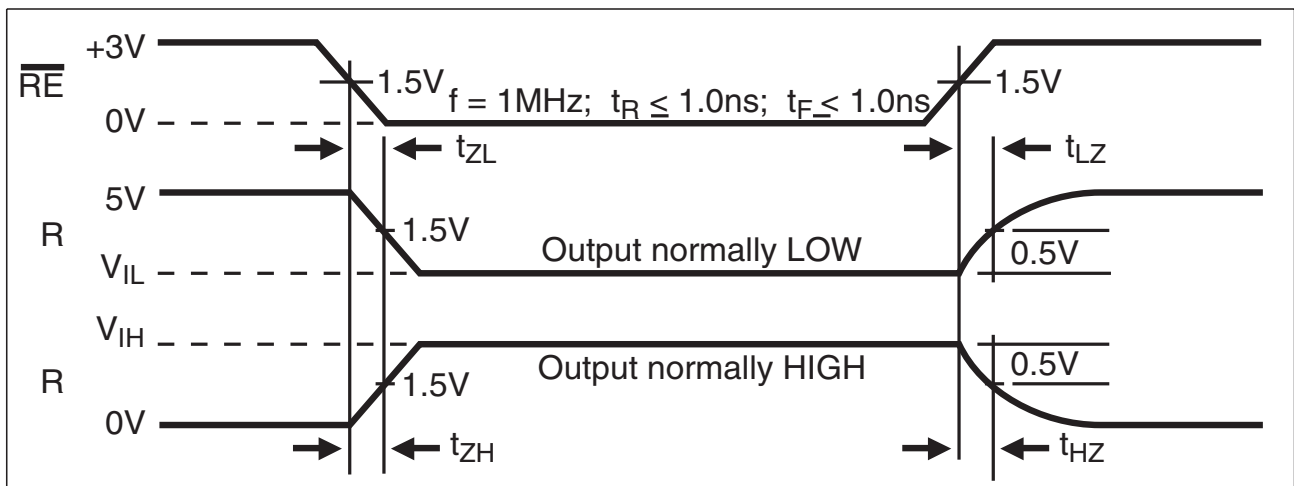 +3V
R̅E̅
1.5V
1.5V
f = 1MHz; tR ≤ 1.0ns; tF ≤ 1.0ns
0V
tZL
tLZ
5V
R
1.5V
Output normally LOW
0.5V
VIL
VIH
R
Output normally HIGH
0.5V
1.5V
0V
tZH
tHZ